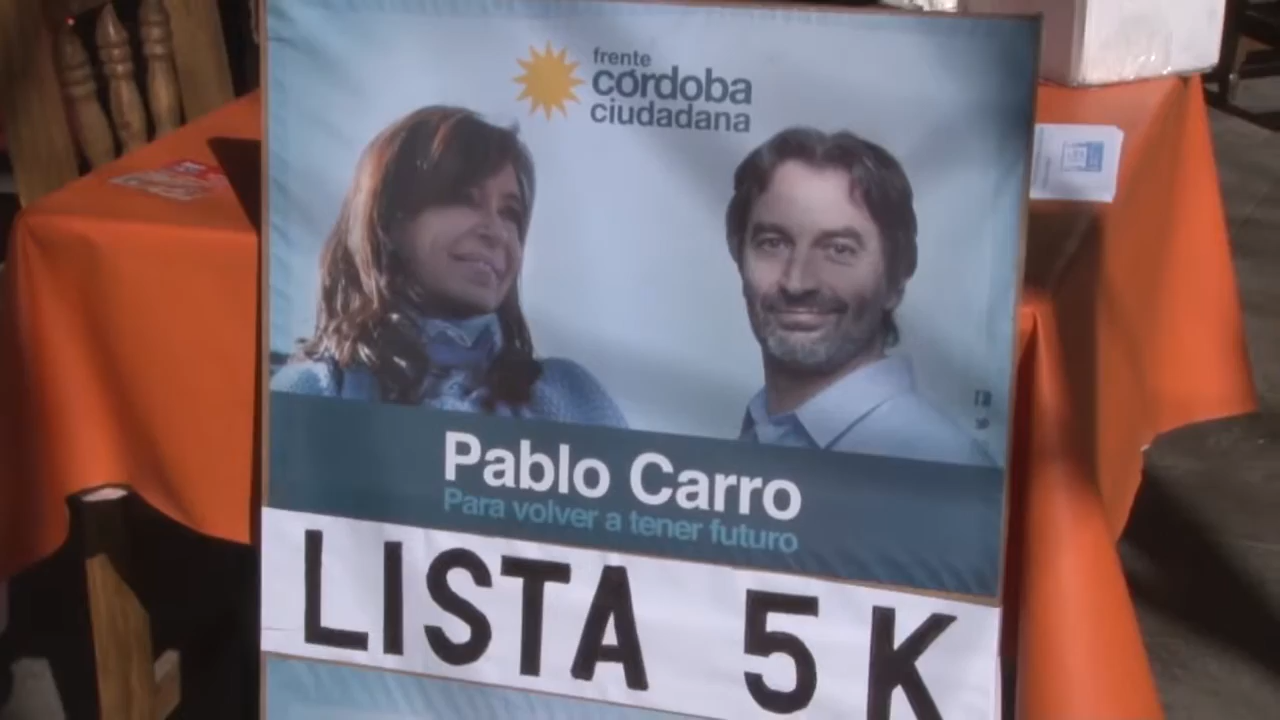 frente
córdoba
ciudadana
Pablo Carro
Para volver a tener futuro
LISTA 5K